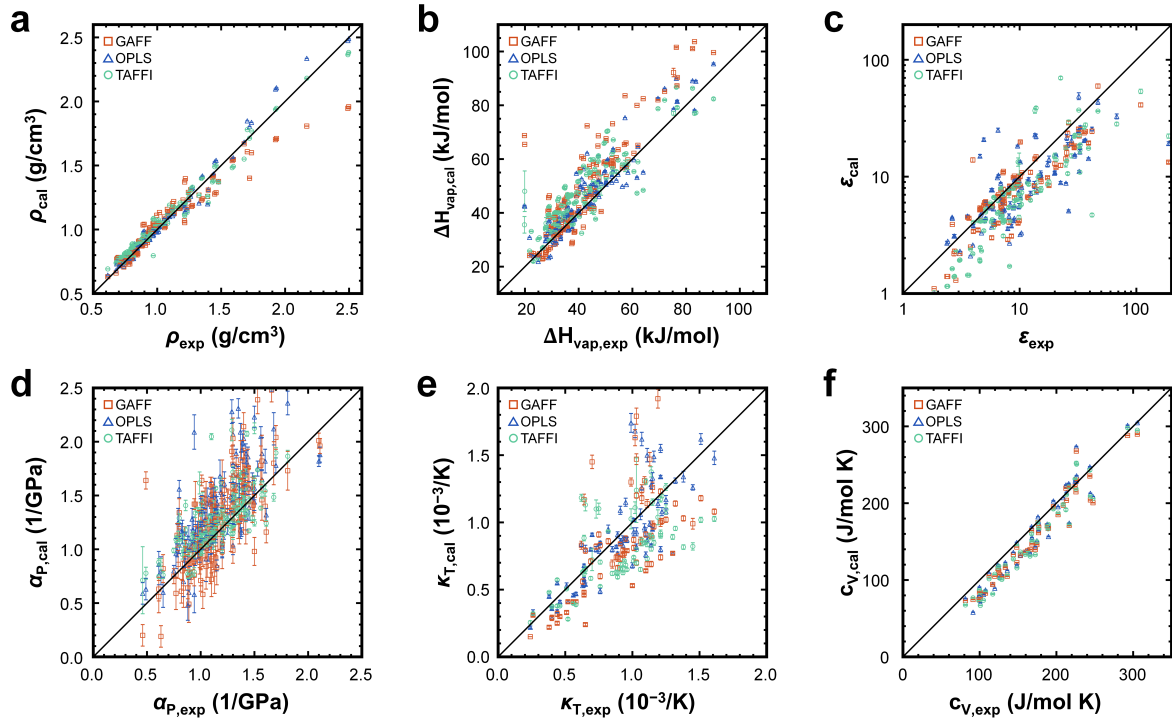 a
2.5
2.0
1.5
1.0
0.5
0.5 1.0 1.5 2.0 2.5
ρcal (g/cm³)
ρexp (g/cm³)
GAFF
OPLS
TAFFI
b
100
80
60
40
20
20 40 60 80 100
ΔHvap,cal (kJ/mol)
ΔHvap,exp (kJ/mol)
GAFF
OPLS
TAFFI
c
100
10
1
1 10 100
εcal
εexp
GAFF
OPLS
TAFFI
d
2.5
2.0
1.5
1.0
0.5
0.0
0.0 0.5 1.0 1.5 2.0 2.5
αP,cal (1/GPa)
αP,exp (1/GPa)
GAFF
OPLS
TAFFI
e
2.0
1.5
1.0
0.5
0.0
0.0 0.5 1.0 1.5 2.0
κT,cal (10⁻³/K)
κT,exp (10⁻³/K)
GAFF
OPLS
TAFFI
f
300
200
100
0
0 100 200 300
cV,cal (J/mol K)
cV,exp (J/mol K)
GAFF
OPLS
TAFFI